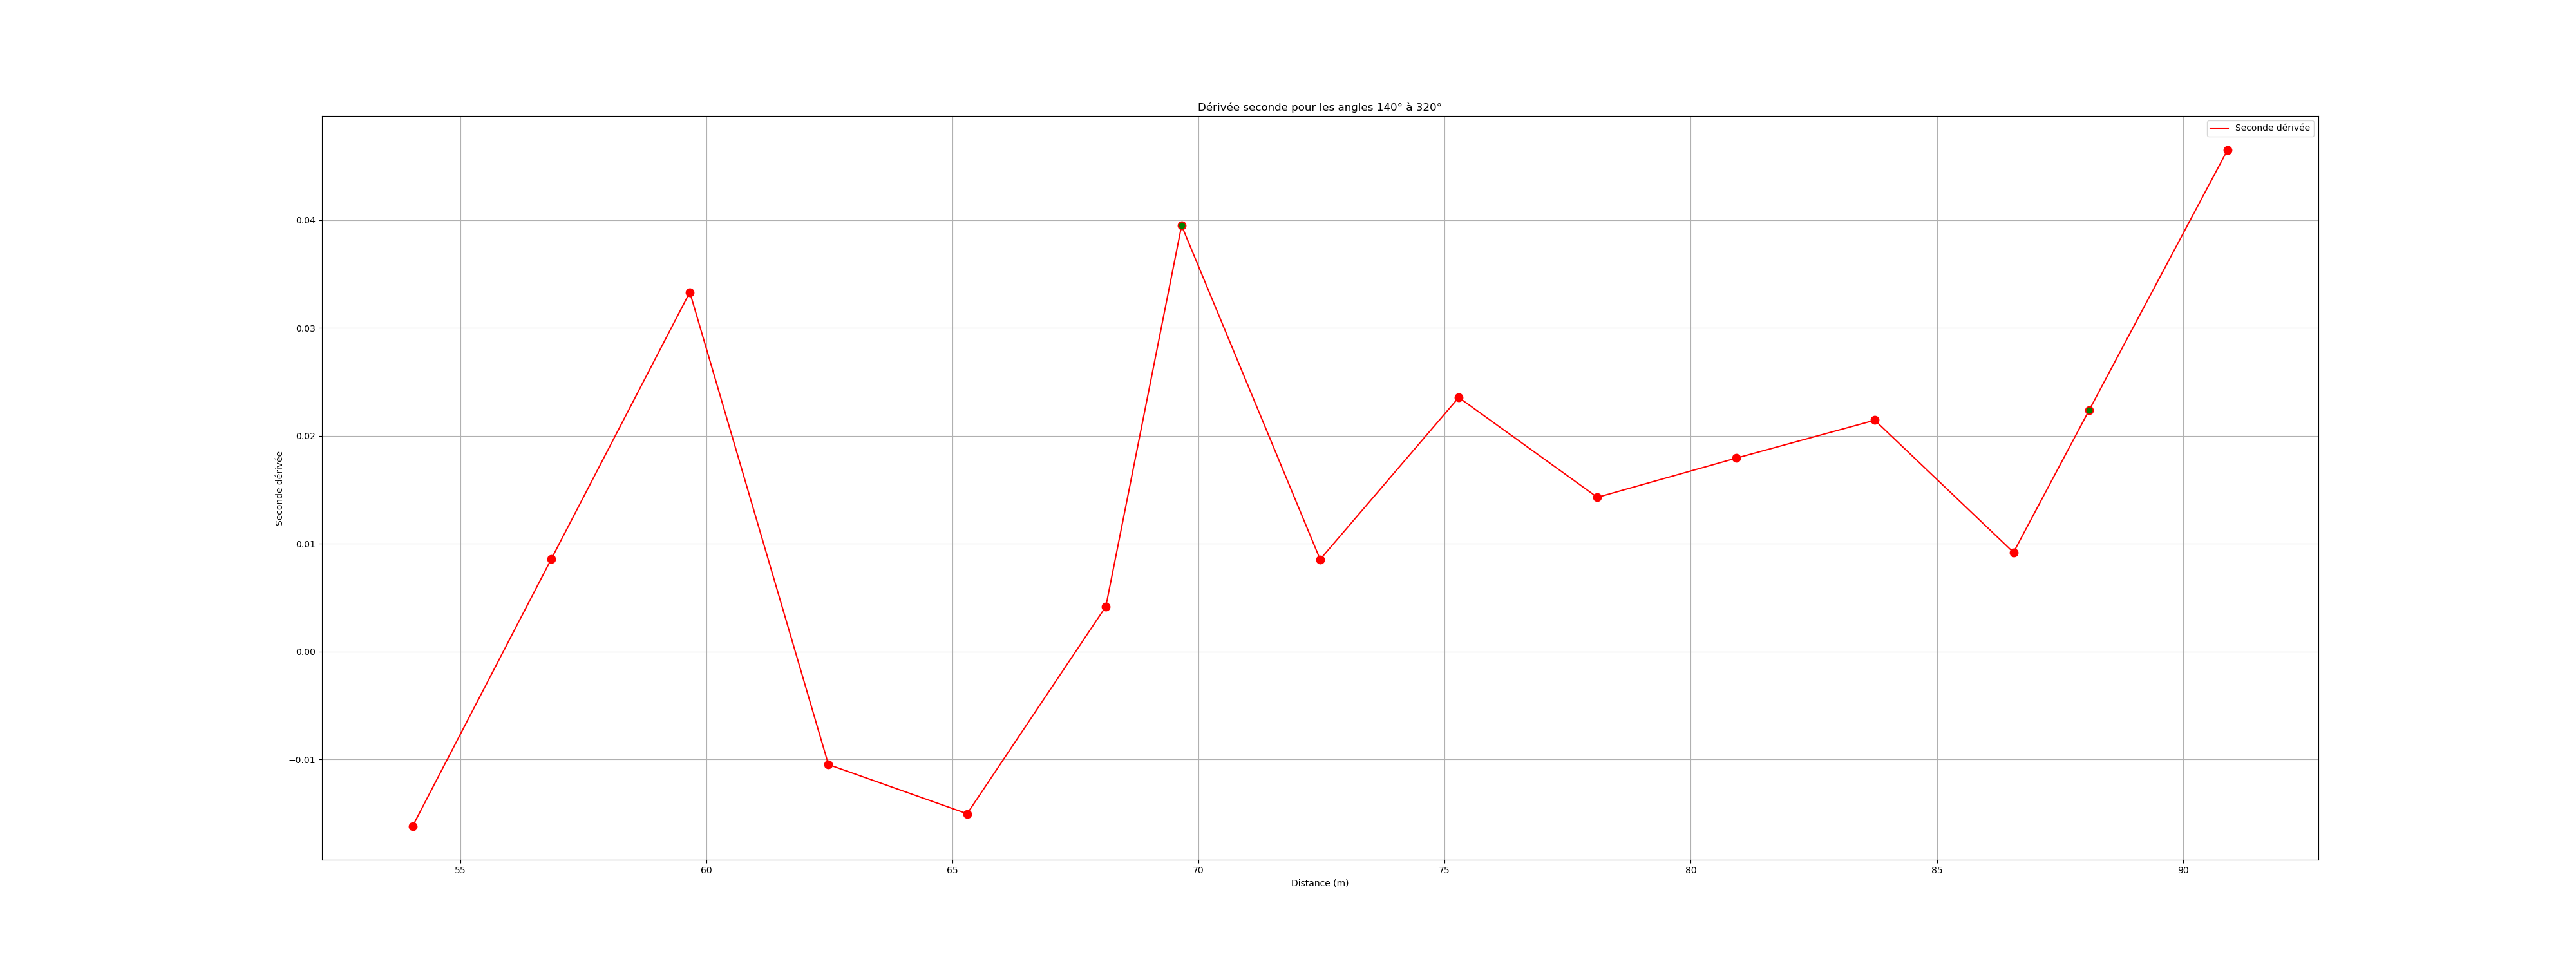 Dérivée seconde pour les angles 140° à 320°
Seconde dérivée
0.04
0.03
0.02
0.01
0.00
−0.01
Seconde dérivée
55 60 65 70 75 80 85 90
Distance (m)